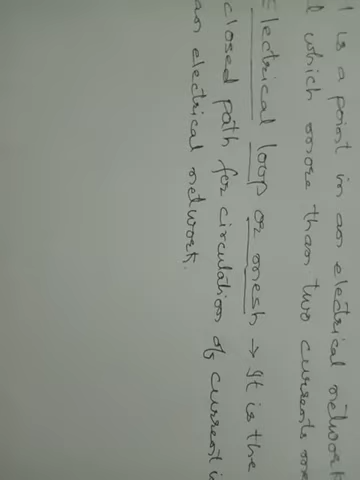 t is a point in an electrical network
which more than two currents
Electrical loop or mesh → It is the
closed path for circulation of current
an electrical network.